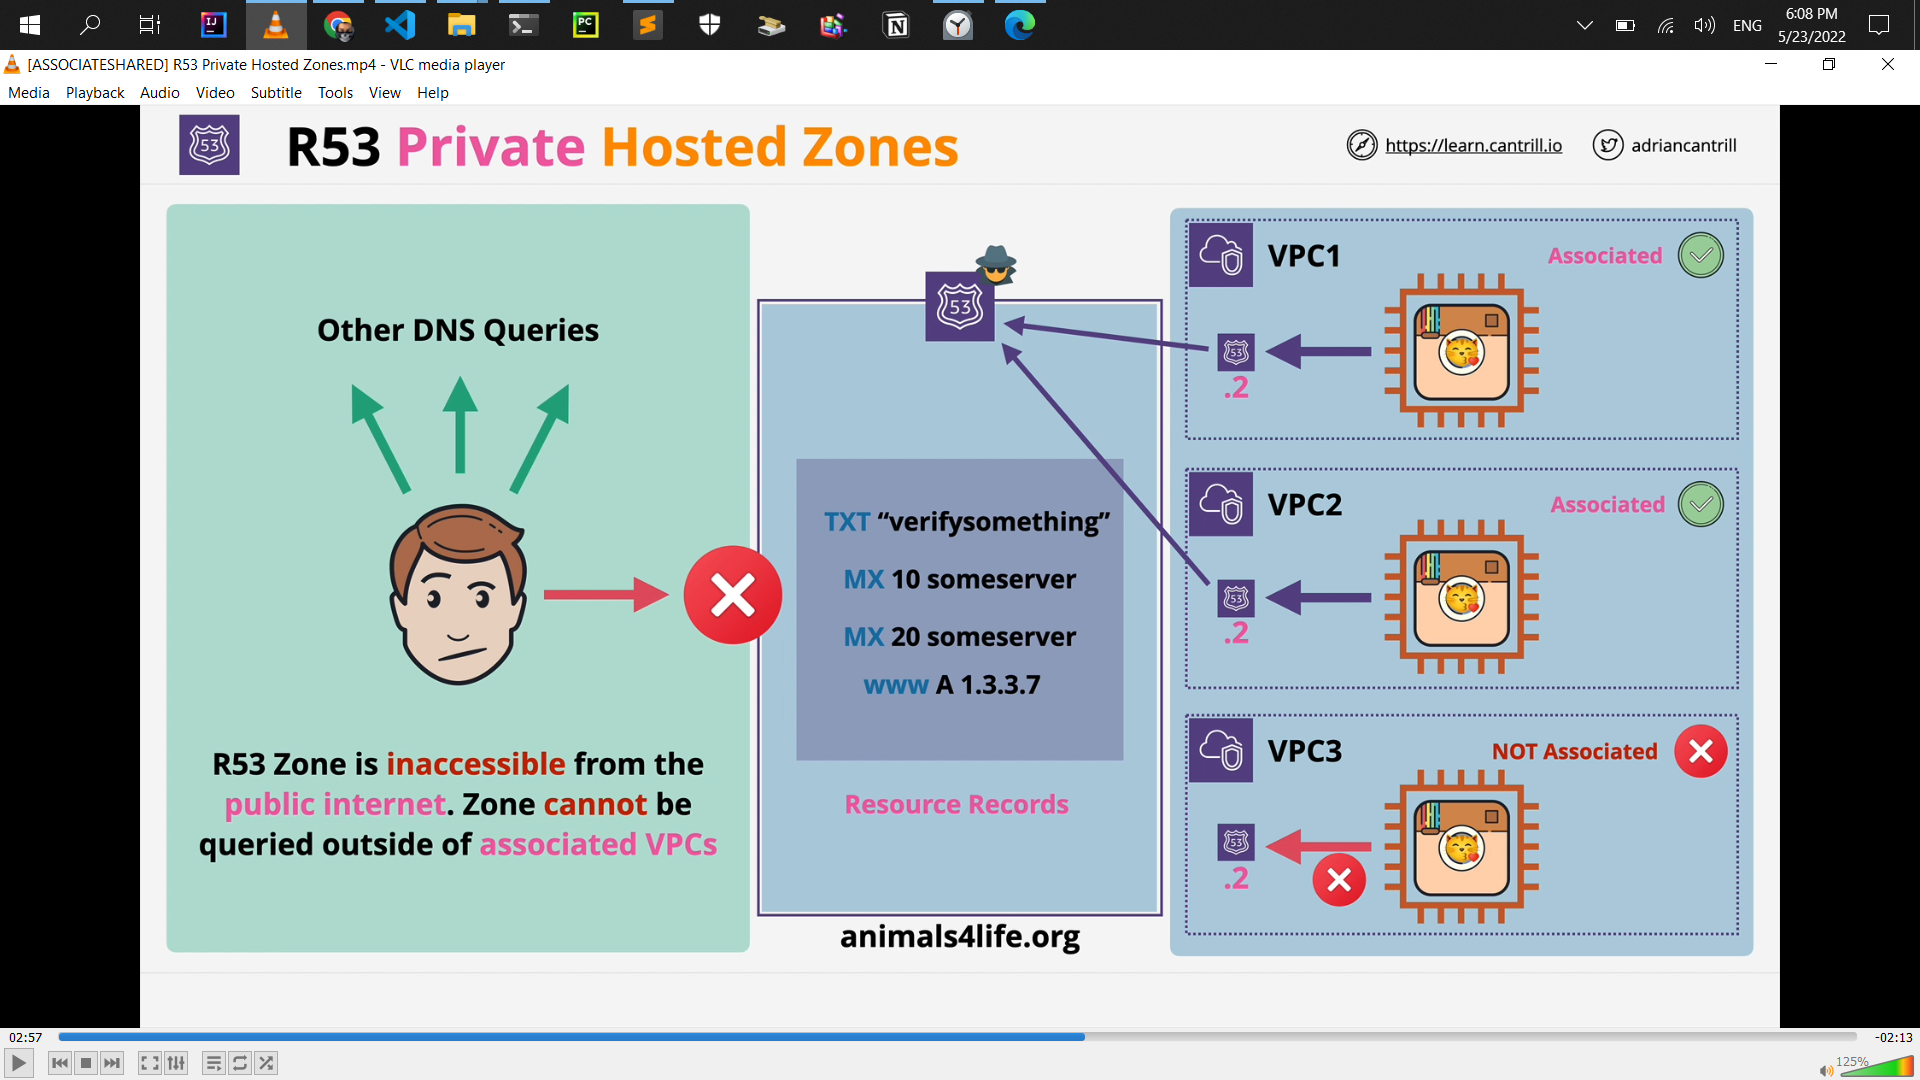 IJ
PC
ENG
6:08 PM
5/23/2022
[ASSOCIATESHARED] R53 Private Hosted Zones.mp4 - VLC media player
Media Playback Audio Video Subtitle Tools View Help
53
R53 Private Hosted Zones
https://learn.cantrill.io
adriancantrill
Other DNS Queries
R53 Zone is inaccessible from the
public internet. Zone cannot be
queried outside of associated VPCs
53
TXT “verifysomething”
MX 10 someserver
MX 20 someserver
www A 1.3.3.7
Resource Records
animals4life.org
VPC1
Associated
53
.2
VPC2
Associated
53
.2
VPC3
NOT Associated
53
.2
02:57
-02:13
125%